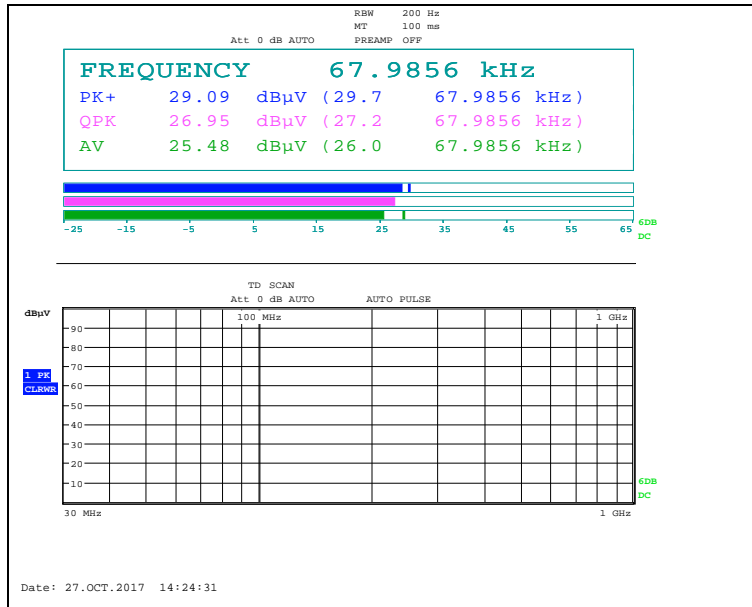 RBW 200 Hz
MT 100 ms
Att 0 dB AUTO PREAMP OFF
FREQUENCY 67.9856 kHz
PK+ 29.09 dBµV (29.7 67.9856 kHz)
QPK 26.95 dBµV (27.2 67.9856 kHz)
AV 25.48 dBµV (26.0 67.9856 kHz)
-25 -15 -5 5 15 25 35 45 55 65
6DB
DC
TD SCAN
Att 0 dB AUTO AUTO PULSE
dBµV
100 MHz 1 GHz
90
80
70
1 PK
60
CLRWR
50
40
30
20
10
6DB
DC
30 MHz 1 GHz
Date: 27.OCT.2017 14:24:31